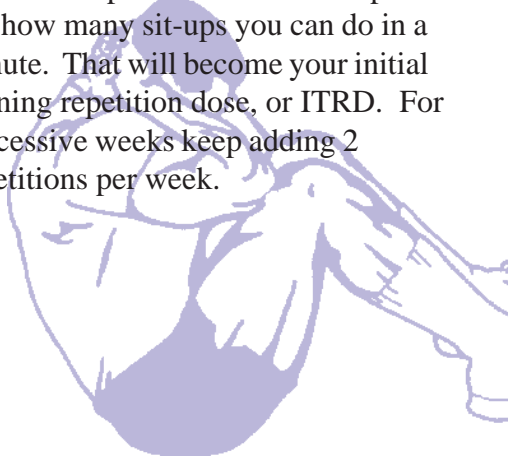 how many sit-ups you can do in a
ute. That will become your initial
ning repetition dose, or ITRD. For
cessive weeks keep adding 2
etitions per week.